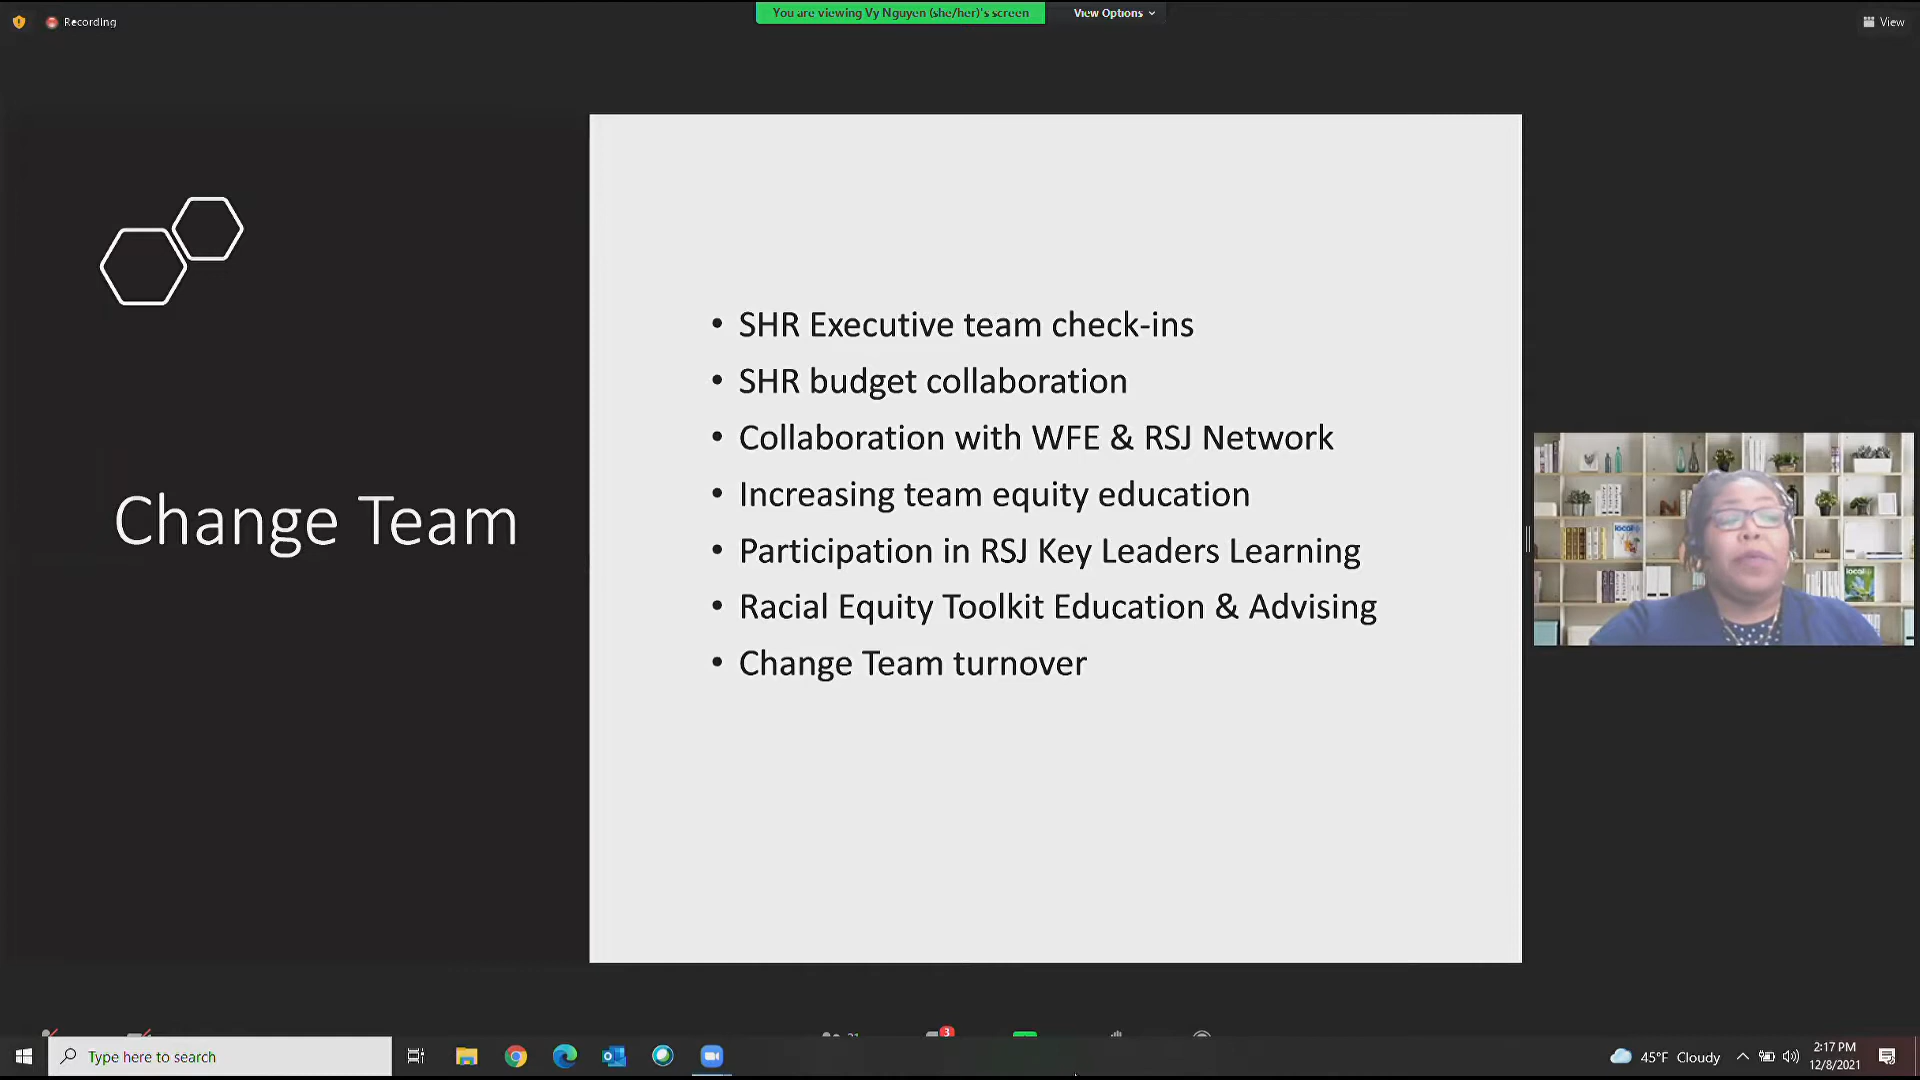 Recording
You are viewing Vy Nguyen (she/her)'s screen
View Options
View
Change Team
• SHR Executive team check-ins
• SHR budget collaboration
• Collaboration with WFE & RSJ Network
• Increasing team equity education
• Participation in RSJ Key Leaders Learning
• Racial Equity Toolkit Education & Advising
• Change Team turnover
local
local
3
Type here to search
45°F Cloudy
2:17 PM
12/8/2021